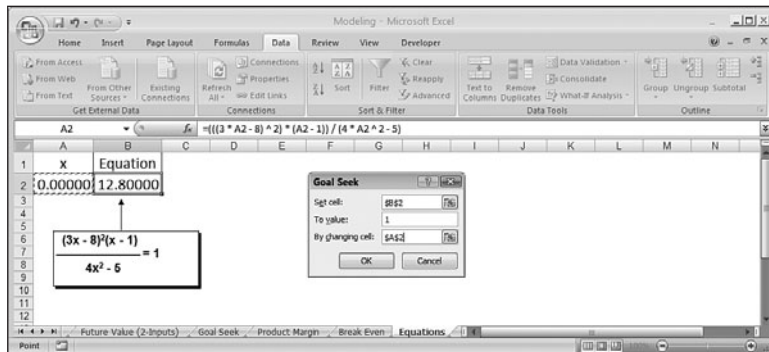 Modeling - Microsoft Excel
Home Insert Page Layout Formulas Data Review View Developer
From Access
From Web
From Text
From Other Sources
Existing Connections
Get External Data
Refresh All
Connections
Properties
Edit Links
Connections
Sort
Filter
Clear
Reapply
Advanced
Sort & Filter
Text to Columns
Remove Duplicates
Data Validation
Consolidate
What-If Analysis
Data Tools
Group Ungroup Subtotal
Outline
A2 fx =(((3 * A2 - 8) ^ 2) * (A2 - 1)) / (4 * A2 ^ 2 - 5)
A B C D E F G H I J K L M N
1 x Equation
2 0.00000 12.80000
3
4
5
6
7
8
9
10
11
12
(3x - 8)²(x - 1)
= 1
4x² - 5
Goal Seek
Set cell: $B$2
To value: 1
By changing cell: $A$2
OK Cancel
Future Value (2-Inputs) Goal Seek Product Margin Break Even Equations
Point 100%